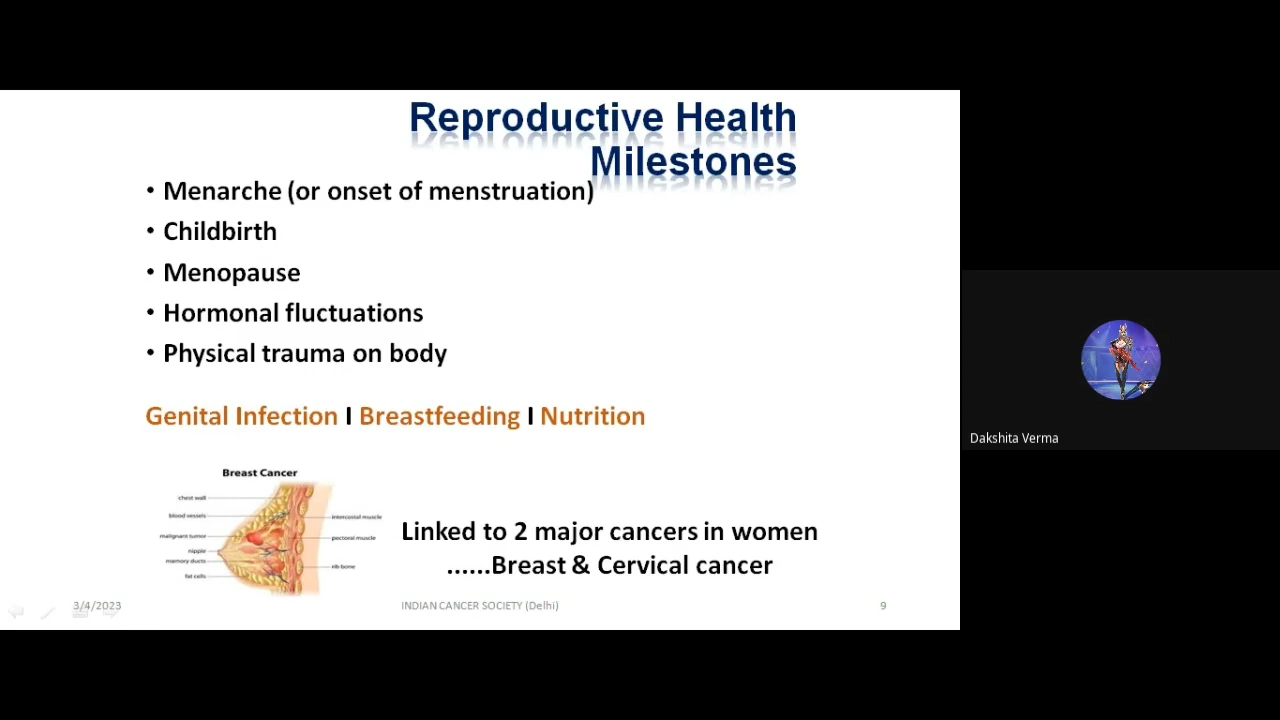 Reproductive Health
Milestones
• Menarche (or onset of menstruation)
• Childbirth
• Menopause
• Hormonal fluctuations
• Physical trauma on body
Genital Infection I Breastfeeding I Nutrition
Breast Cancer
chest wall
blood vessels
malignant tumor
nipple
mamory ducts
fat cells
intercostal muscle
pectoral muscle
rib bone
Linked to 2 major cancers in women
......Breast & Cervical cancer
3/4/2023
INDIAN CANCER SOCIETY (Delhi)
9
Dakshita Verma